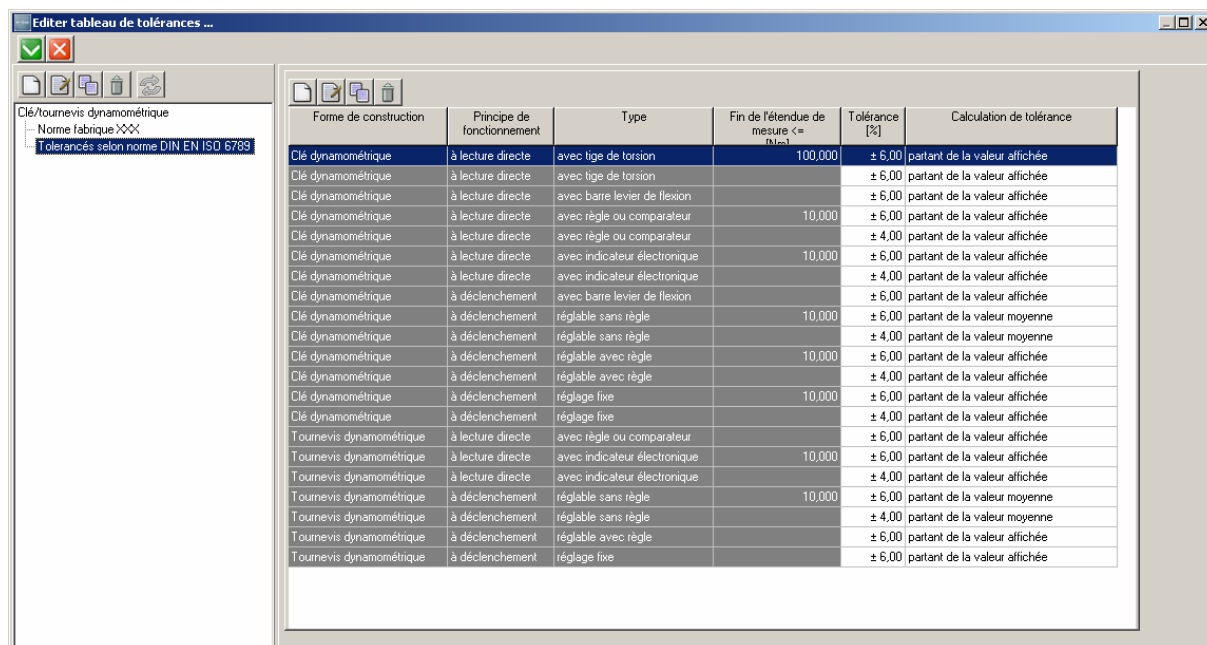 Editer tableau de tolérances ...
Clé/tournevis dynamométrique
Norme fabrique XXX
Tolerancés selon norme DIN EN ISO 6789
Forme de construction Principe de fonctionnement Type Fin de l'étendue de mesure <= [Nm] Tolérance [%] Calculation de tolérance
Clé dynamométrique à lecture directe avec tige de torsion 100,000 ± 6,00 partant de la valeur affichée
Clé dynamométrique à lecture directe avec tige de torsion ± 6,00 partant de la valeur affichée
Clé dynamométrique à lecture directe avec barre levier de flexion ± 6,00 partant de la valeur affichée
Clé dynamométrique à lecture directe avec règle ou comparateur 10,000 ± 6,00 partant de la valeur affichée
Clé dynamométrique à lecture directe avec règle ou comparateur ± 4,00 partant de la valeur affichée
Clé dynamométrique à lecture directe avec indicateur électronique 10,000 ± 6,00 partant de la valeur affichée
Clé dynamométrique à lecture directe avec indicateur électronique ± 4,00 partant de la valeur affichée
Clé dynamométrique à déclenchement avec barre levier de flexion ± 6,00 partant de la valeur affichée
Clé dynamométrique à déclenchement réglable sans règle 10,000 ± 6,00 partant de la valeur moyenne
Clé dynamométrique à déclenchement réglable sans règle ± 4,00 partant de la valeur moyenne
Clé dynamométrique à déclenchement réglable avec règle 10,000 ± 6,00 partant de la valeur affichée
Clé dynamométrique à déclenchement réglable avec règle ± 4,00 partant de la valeur affichée
Clé dynamométrique à déclenchement réglage fixe 10,000 ± 6,00 partant de la valeur affichée
Clé dynamométrique à déclenchement réglage fixe ± 4,00 partant de la valeur affichée
Tournevis dynamométrique à lecture directe avec règle ou comparateur ± 6,00 partant de la valeur affichée
Tournevis dynamométrique à lecture directe avec indicateur électronique 10,000 ± 6,00 partant de la valeur affichée
Tournevis dynamométrique à lecture directe avec indicateur électronique ± 4,00 partant de la valeur affichée
Tournevis dynamométrique à déclenchement réglable sans règle 10,000 ± 6,00 partant de la valeur moyenne
Tournevis dynamométrique à déclenchement réglable sans règle ± 4,00 partant de la valeur moyenne
Tournevis dynamométrique à déclenchement réglable avec règle ± 6,00 partant de la valeur affichée
Tournevis dynamométrique à déclenchement réglage fixe ± 6,00 partant de la valeur affichée